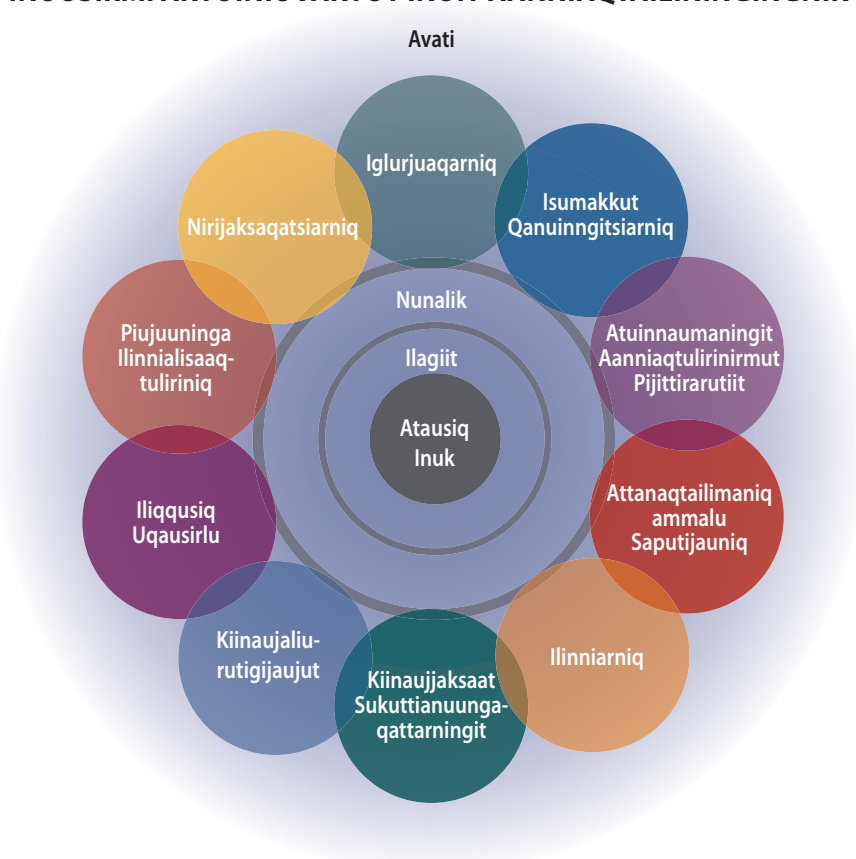 Avati
Iglurjuaqarniq
Isumakkut
Qanuinngitsiarniq
Nirijaksaqatsiarniq
Nunalik
Atuinnaumaningit
Aanniaqtulirinirmut
Pijittirarutiit
Piujuuninga
Ilinnialisaaq-
tuliriniq
Ilagiit
Atausiq
Inuk
Attanaqtailimaniq
ammalu
Saputijauniq
Iliqqusiq
Uqausirlu
Ilinniarniq
Kiinaujaliu-
rutigijaujut
Kiinaujjaksaat
Sukuttianuunga-
qattarningit